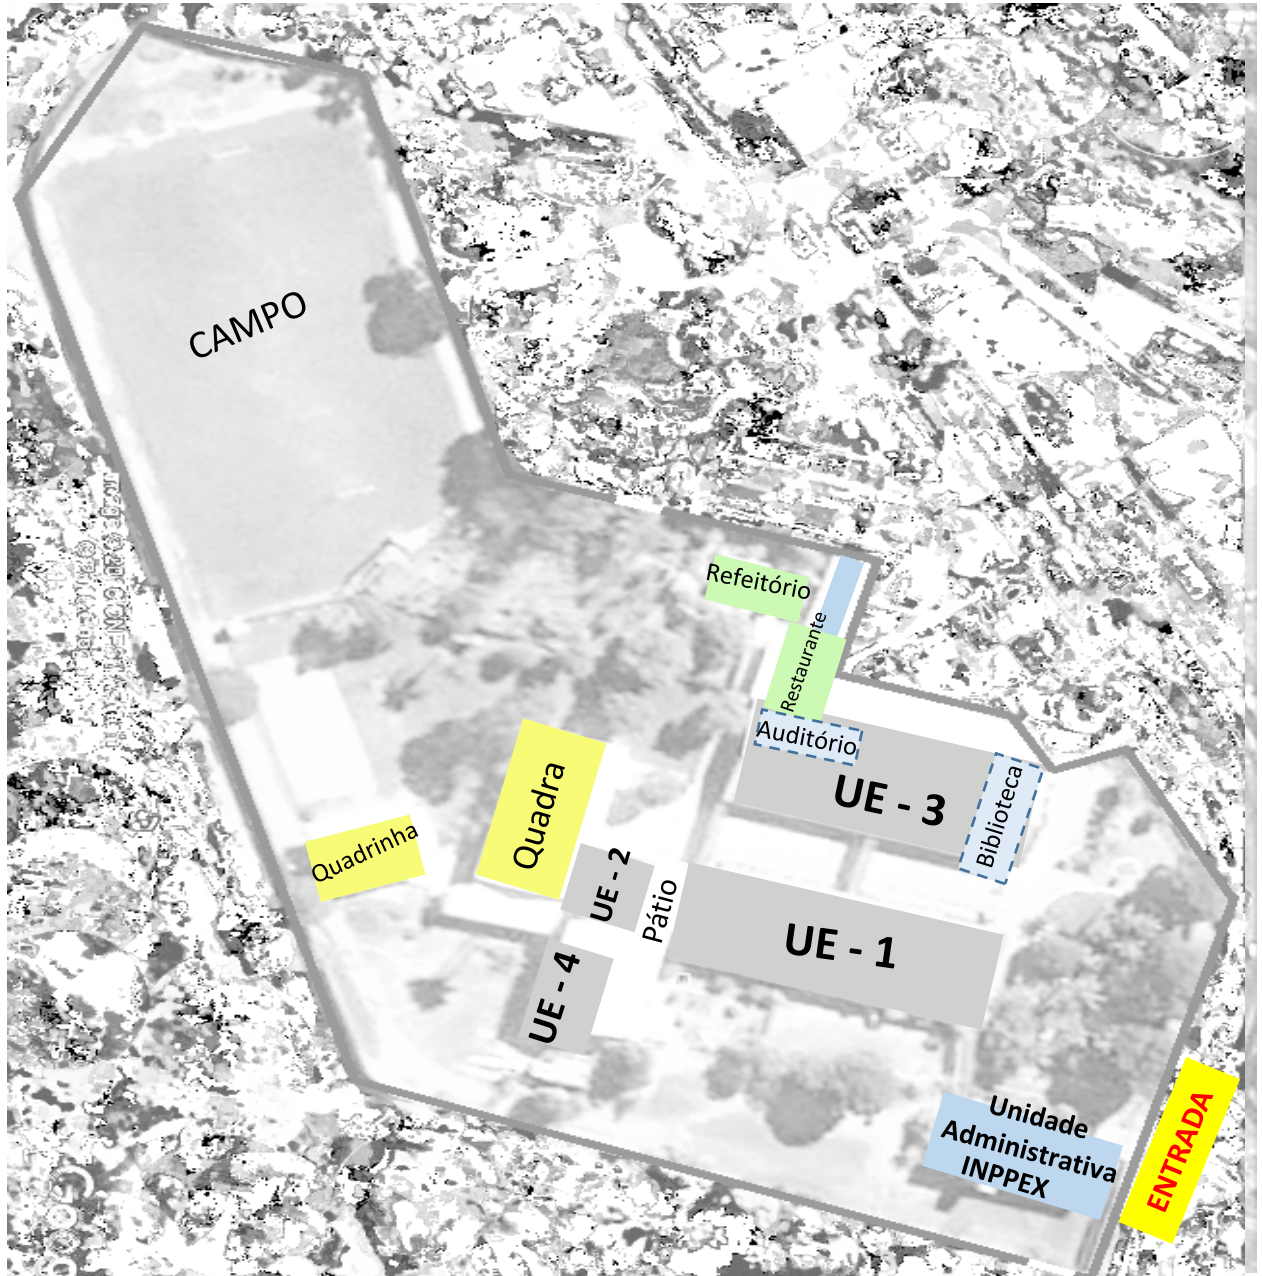 CAMPO
Refeitório
Restaurante
Auditório
UE - 3
Biblioteca
Quadra
Quadrinha
UE - 2
Pátio
UE - 1
UE - 4
Unidade
Administrativa
INPPEX
ENTRADA